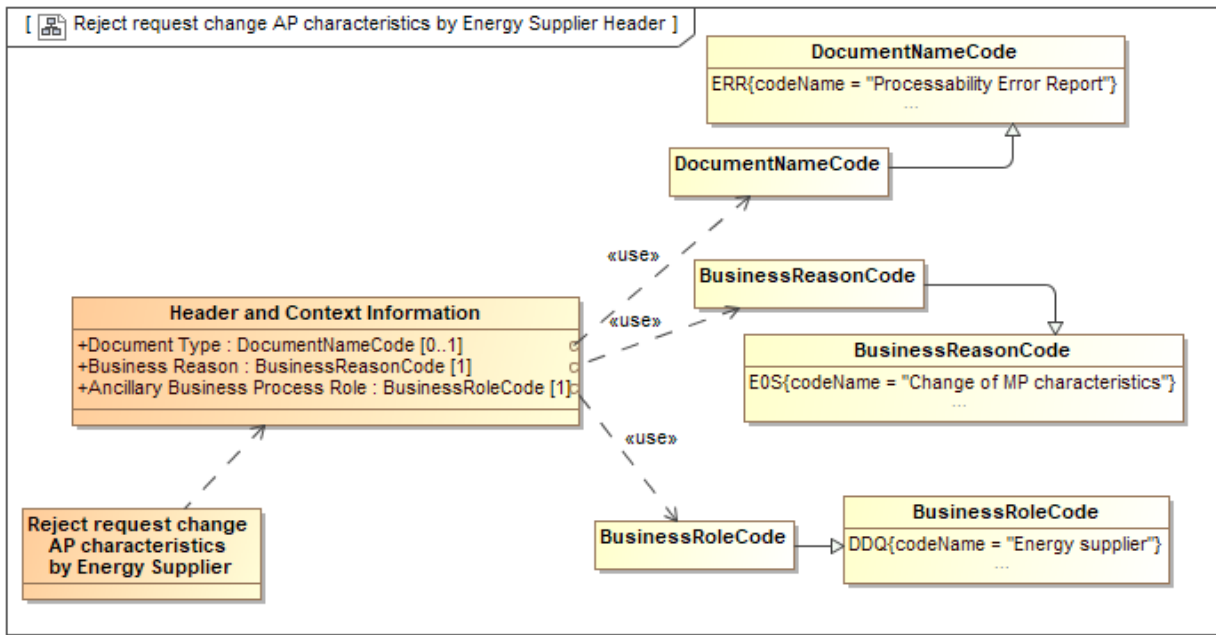 [ Reject request change AP characteristics by Energy Supplier Header ]
DocumentNameCode
ERR{codeName = "Processability Error Report"}
...
DocumentNameCode
«use»
BusinessReasonCode
«use»
Header and Context Information
+Document Type : DocumentNameCode [0..1]
+Business Reason : BusinessReasonCode [1]
+Ancillary Business Process Role : BusinessRoleCode [1]
BusinessReasonCode
E0S{codeName = "Change of MP characteristics"}
...
«use»
Reject request change
AP characteristics
by Energy Supplier
BusinessRoleCode
BusinessRoleCode
DDQ{codeName = "Energy supplier"}
...